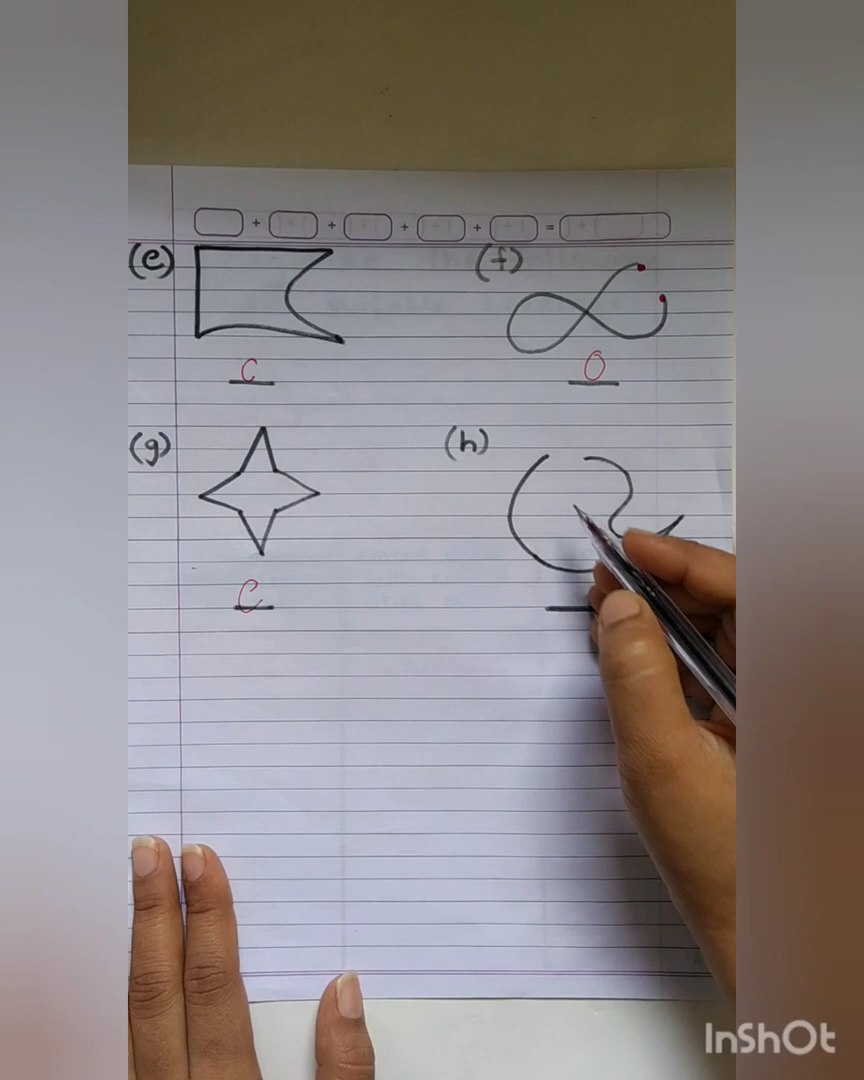 + + + + =
(e) (f)
C O
(g) (h)
C
InShOt